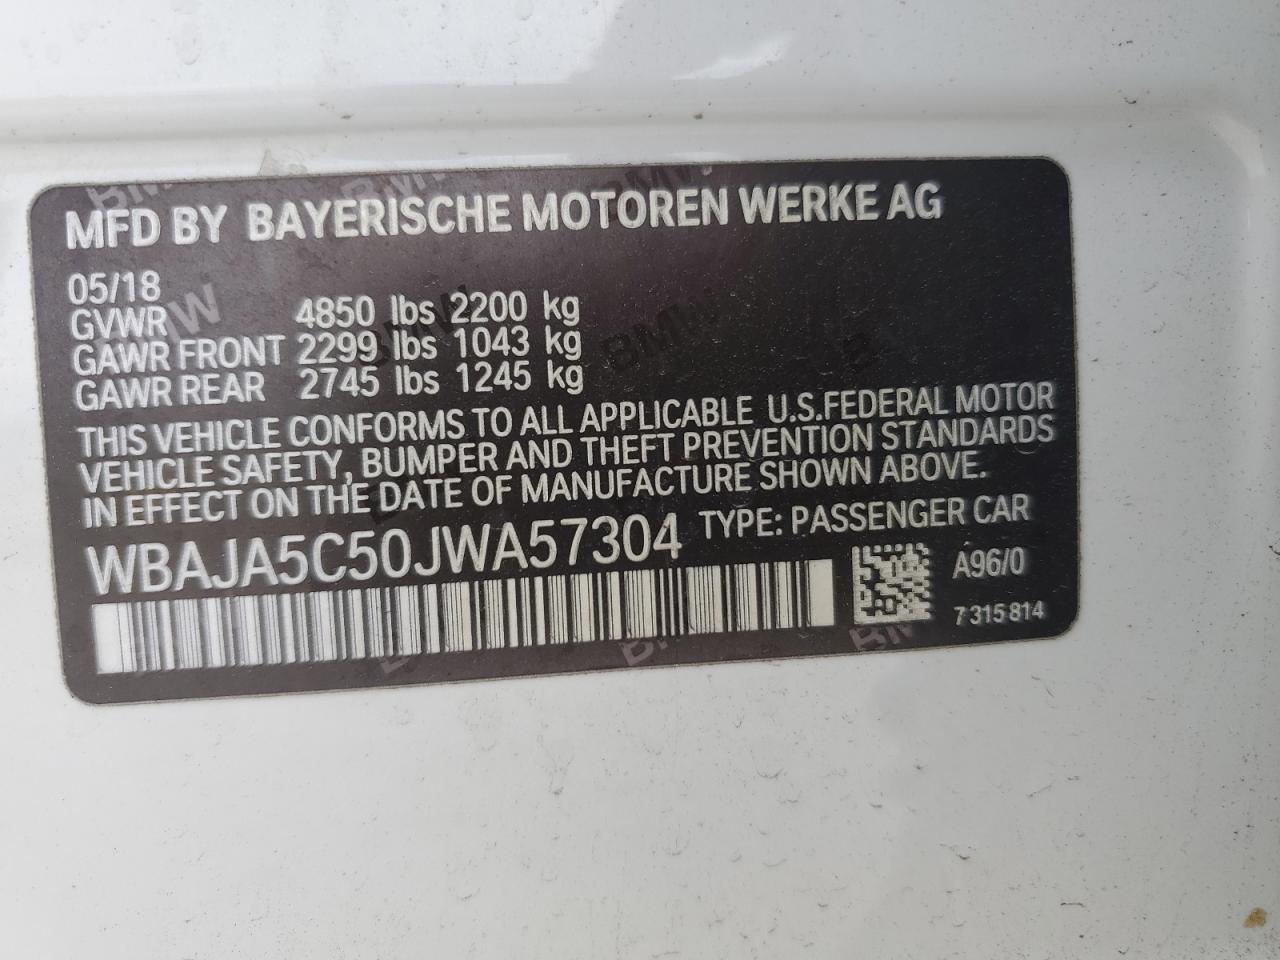 MFD BY BAYERISCHE MOTOREN WERKE AG
05/18
GVWR 4850 lbs 2200 kg
GAWR FRONT 2299 lbs 1043 kg
GAWR REAR 2745 lbs 1245 kg
THIS VEHICLE CONFORMS TO ALL APPLICABLE U.S.FEDERAL MOTOR
VEHICLE SAFETY, BUMPER AND THEFT PREVENTION STANDARDS
IN EFFECT ON THE DATE OF MANUFACTURE SHOWN ABOVE.
WBAJA5C50JWA57304 TYPE: PASSENGER CAR
A96/0
7 315 814